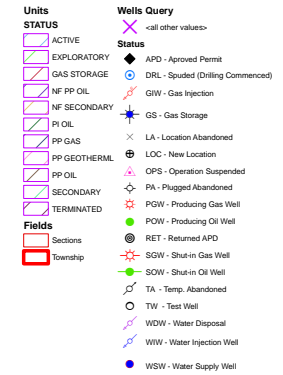 Units
STATUS
ACTIVE
EXPLORATORY
GAS STORAGE
NF PP OIL
NF SECONDARY
PI OIL
PP GAS
PP GEOTHERML
PP OIL
SECONDARY
TERMINATED
Fields
Sections
Township
Wells Query
<all other values>
Status
APD - Aproved Permit
DRL - Spuded (Drilling Commenced)
GIW - Gas Injection
GS - Gas Storage
LA - Location Abandoned
LOC - New Location
OPS - Operation Suspended
PA - Plugged Abandoned
PGW - Producing Gas Well
POW - Producing Oil Well
RET - Returned APD
SGW - Shut-in Gas Well
SOW - Shut-in Oil Well
TA - Temp. Abandoned
TW - Test Well
WDW - Water Disposal
WIW - Water Injection Well
WSW - Water Supply Well